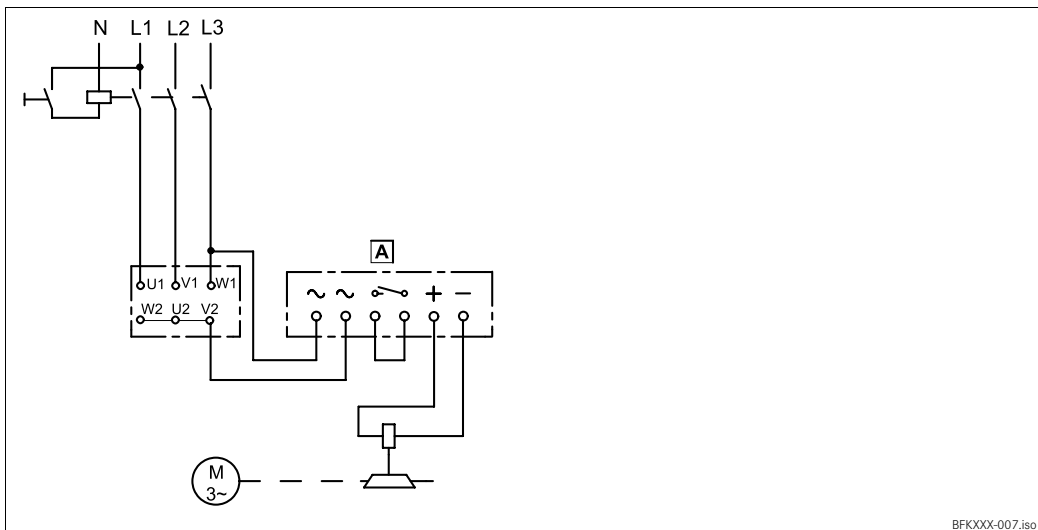 N L1 L2 L3
A
U1 V1 W1
W2 U2 V2
∼ ∼ + −
M
3~
BFKXXX-007.iso